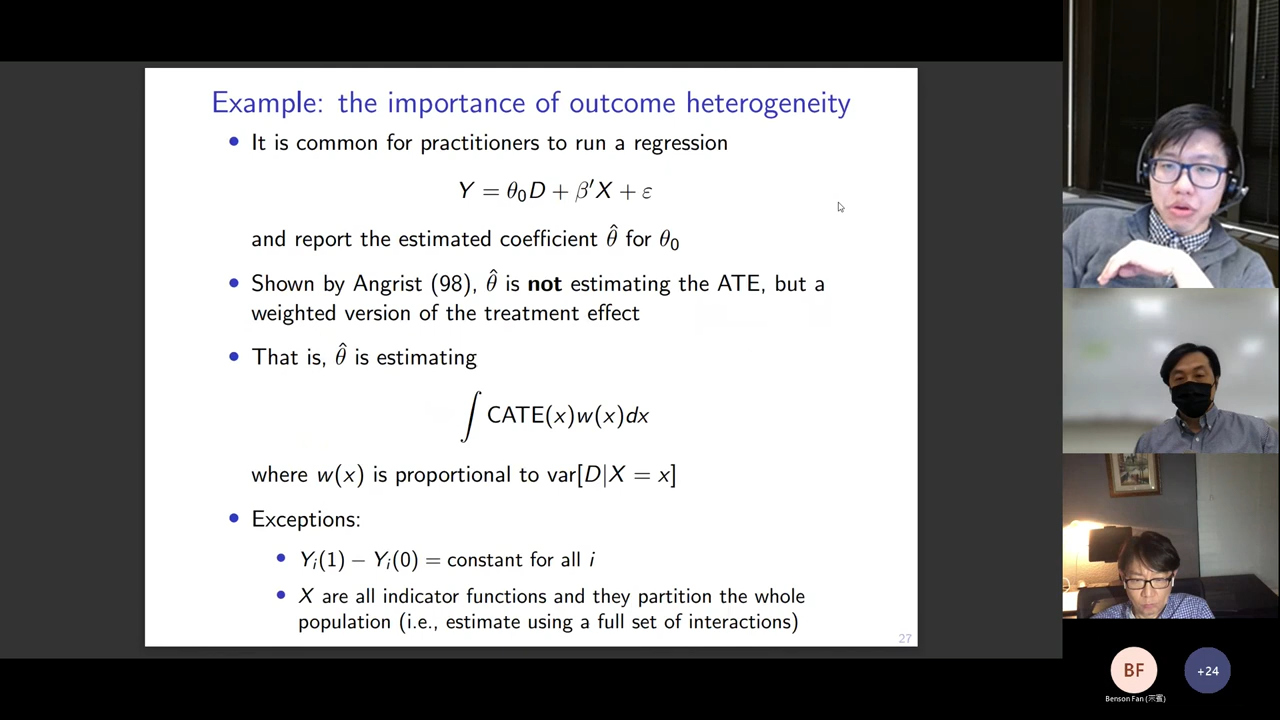 Example: the importance of outcome heterogeneity
• It is common for practitioners to run a regression
Y = θ₀D + β′X + ε
and report the estimated coefficient θ̂ for θ₀
• Shown by Angrist (98), θ̂ is not estimating the ATE, but a
weighted version of the treatment effect
• That is, θ̂ is estimating
∫ CATE(x)w(x)dx
where w(x) is proportional to var[D|X = x]
• Exceptions:
• Yᵢ(1) − Yᵢ(0) = constant for all i
• X are all indicator functions and they partition the whole
population (i.e., estimate using a full set of interactions)
27
BF
+24
Benson Fan